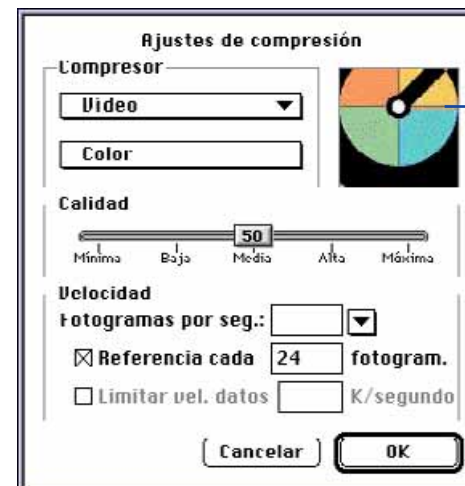 Ajustes de compresión
Compresor
Video
Color
Calidad
50
Mínima Baja Media Alta Máxima
Velocidad
Fotogramas por seg.:
Referencia cada 24 fotogram.
Limitar vel. datos K/segundo
Cancelar OK